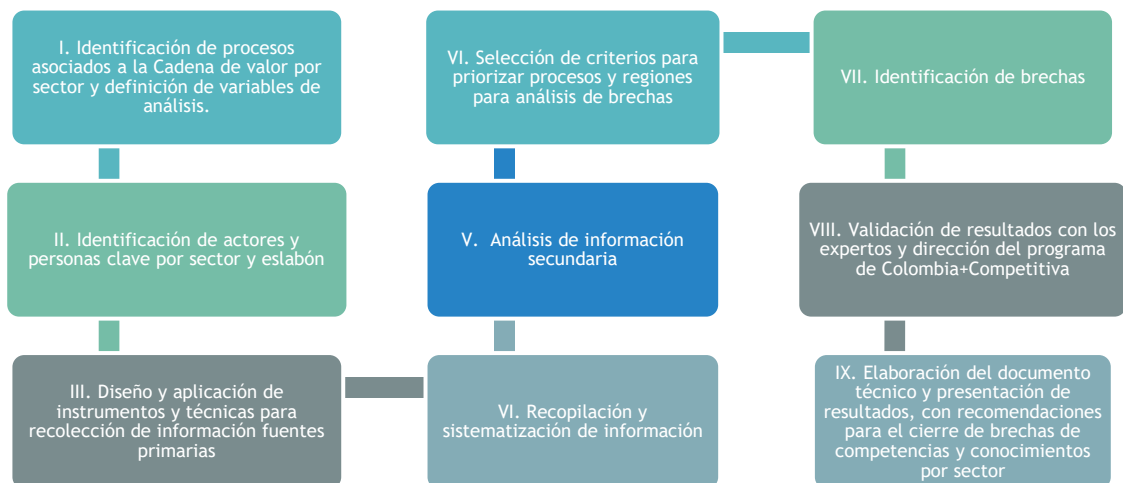 I. Identificación de procesos
asociados a la Cadena de valor por
sector y definición de variables de
análisis.
II. Identificación de actores y
personas clave por sector y eslabón
III. Diseño y aplicación de
instrumentos y técnicas para
recolección de información fuentes
primarias
VI. Recopilación y
sistematización de información
V. Análisis de información
secundaria
VI. Selección de criterios para
priorizar procesos y regiones
para análisis de brechas
VII. Identificación de brechas
VIII. Validación de resultados con los
expertos y dirección del programa
de Colombia+Competitiva
IX. Elaboración del documento
técnico y presentación de
resultados, con recomendaciones
para el cierre de brechas de
competencias y conocimientos
por sector